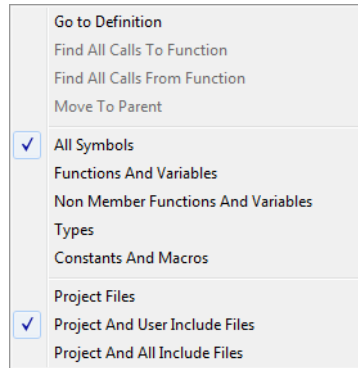 Go to Definition
Find All Calls To Function
Find All Calls From Function
Move To Parent
All Symbols
Functions And Variables
Non Member Functions And Variables
Types
Constants And Macros
Project Files
Project And User Include Files
Project And All Include Files